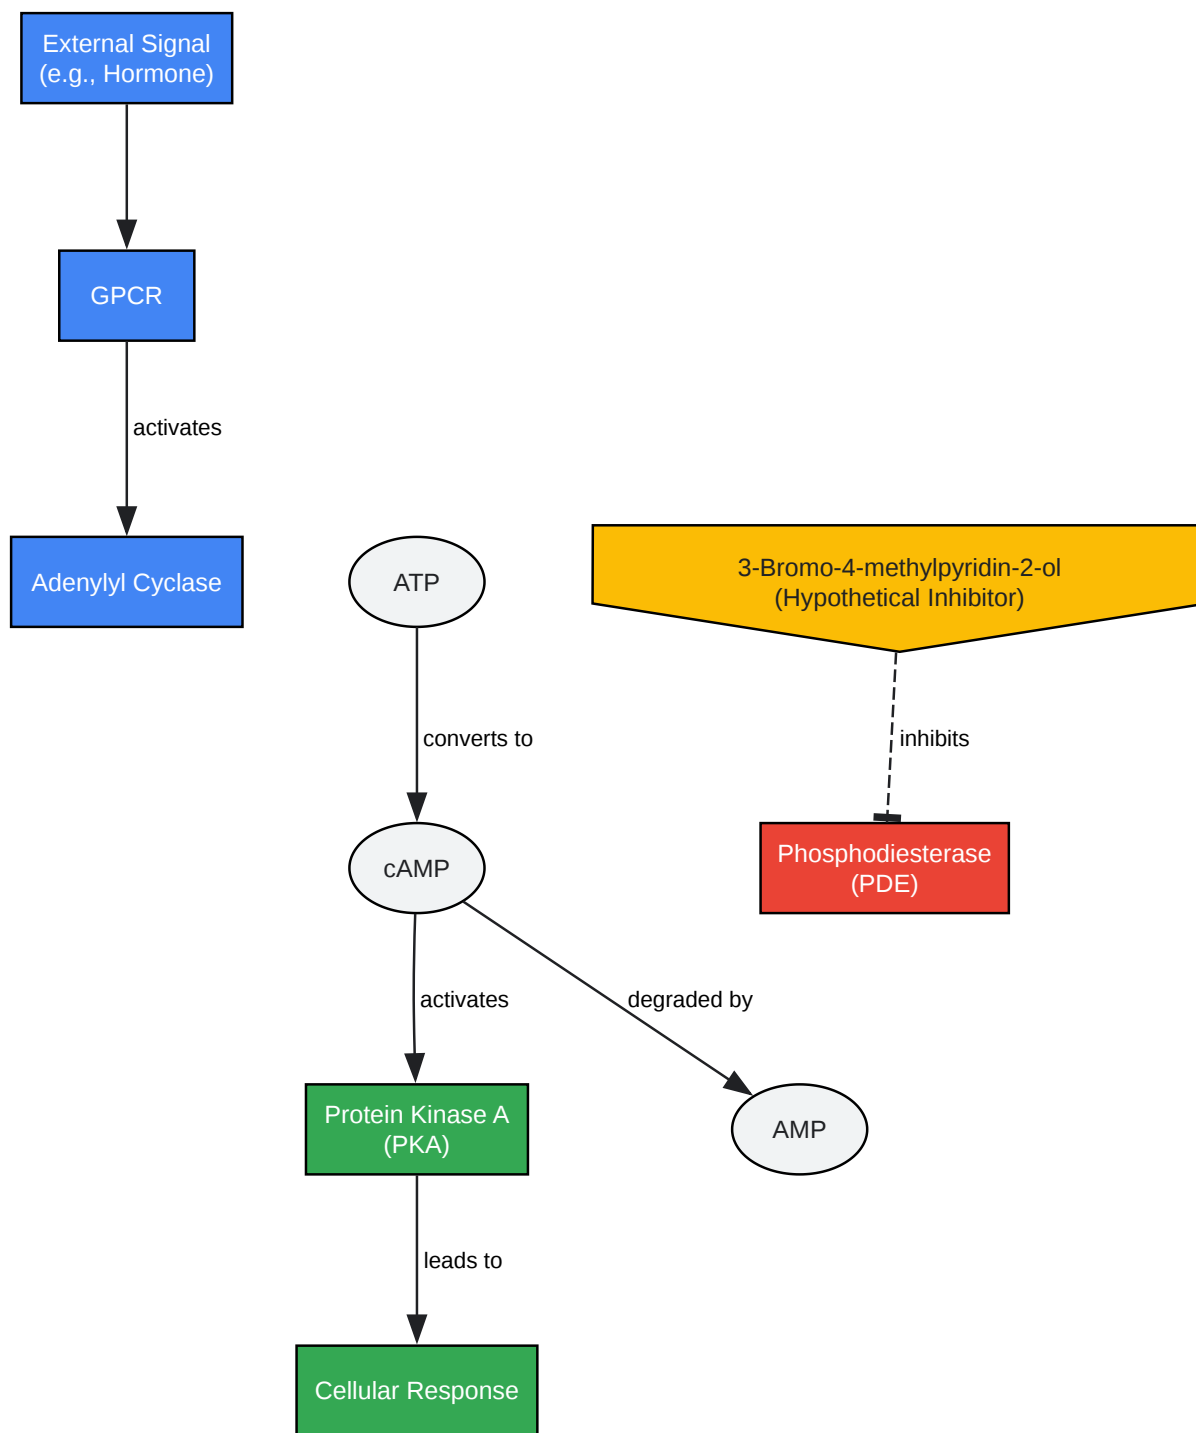 External Signal
(e.g., Hormone)
GPCR
activates
Adenylyl Cyclase
ATP
3-Bromo-4-methylpyridin-2-ol
(Hypothetical Inhibitor)
converts to
inhibits
cAMP
Phosphodiesterase
(PDE)
activates
degraded by
Protein Kinase A
(PKA)
AMP
leads to
Cellular Response